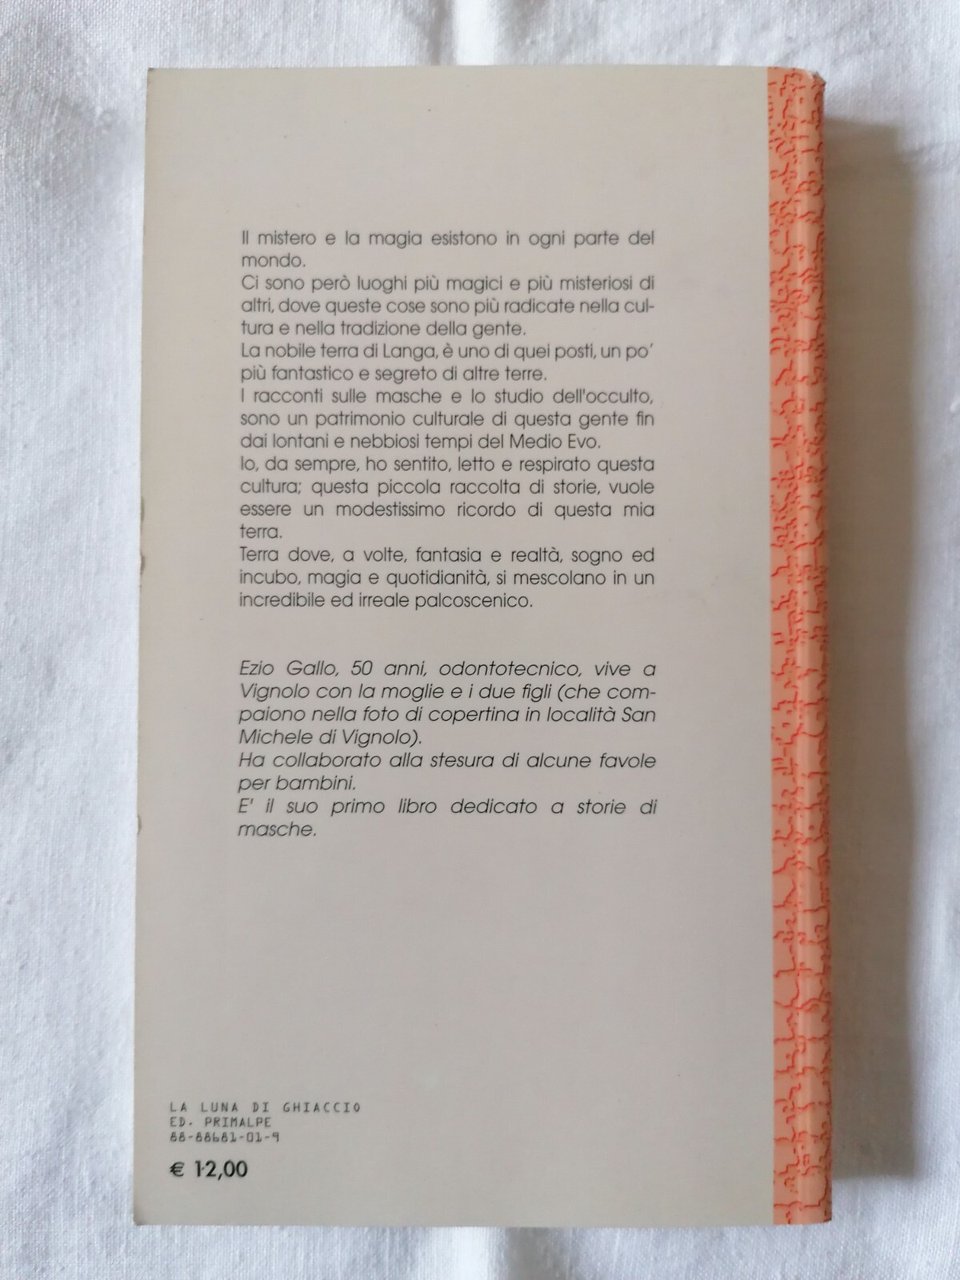 Il mistero e la magia esistono in ogni parte del
mondo.
Ci sono però luoghi più magici e più misteriosi di
altri, dove queste cose sono più radicate nella cul-
tura e nella tradizione della gente.
La nobile terra di Langa, è uno di quei posti, un po'
più fantastico e segreto di altre terre.
I racconti sulle masche e lo studio dell'occulto,
sono un patrimonio culturale di questa gente fin
dai lontani e nebbiosi tempi del Medio Evo.
Io, da sempre, ho sentito, letto e respirato questa
cultura; questa piccola raccolta di storie, vuole
essere un modestissimo ricordo di questa mia
terra.
Terra dove, a volte, fantasia e realtà, sogno ed
incubo, magia e quotidianità, si mescolano in un
incredibile ed irreale palcoscenico.
Ezio Gallo, 50 anni, odontotecnico, vive a
Vignolo con la moglie e i due figli (che com-
paiono nella foto di copertina in località San
Michele di Vignolo).
Ha collaborato alla stesura di alcune favole
per bambini.
E' il suo primo libro dedicato a storie di
masche.
LA LUNA DI GHIACCIO
ED. PRIMALPE
88-88681-01-9
€ 12,00